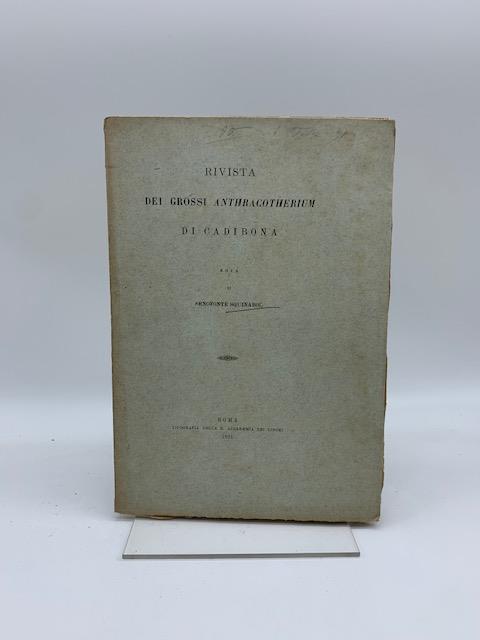 RIVISTA
DEI GROSSI ANTHRACOTHERIUM
DI CADIBONA
NOTA
DI
SENOFONTE SQUINABOL
ROMA
TIPOGRAFIA DELLA R. ACCADEMIA DEI LINCEI